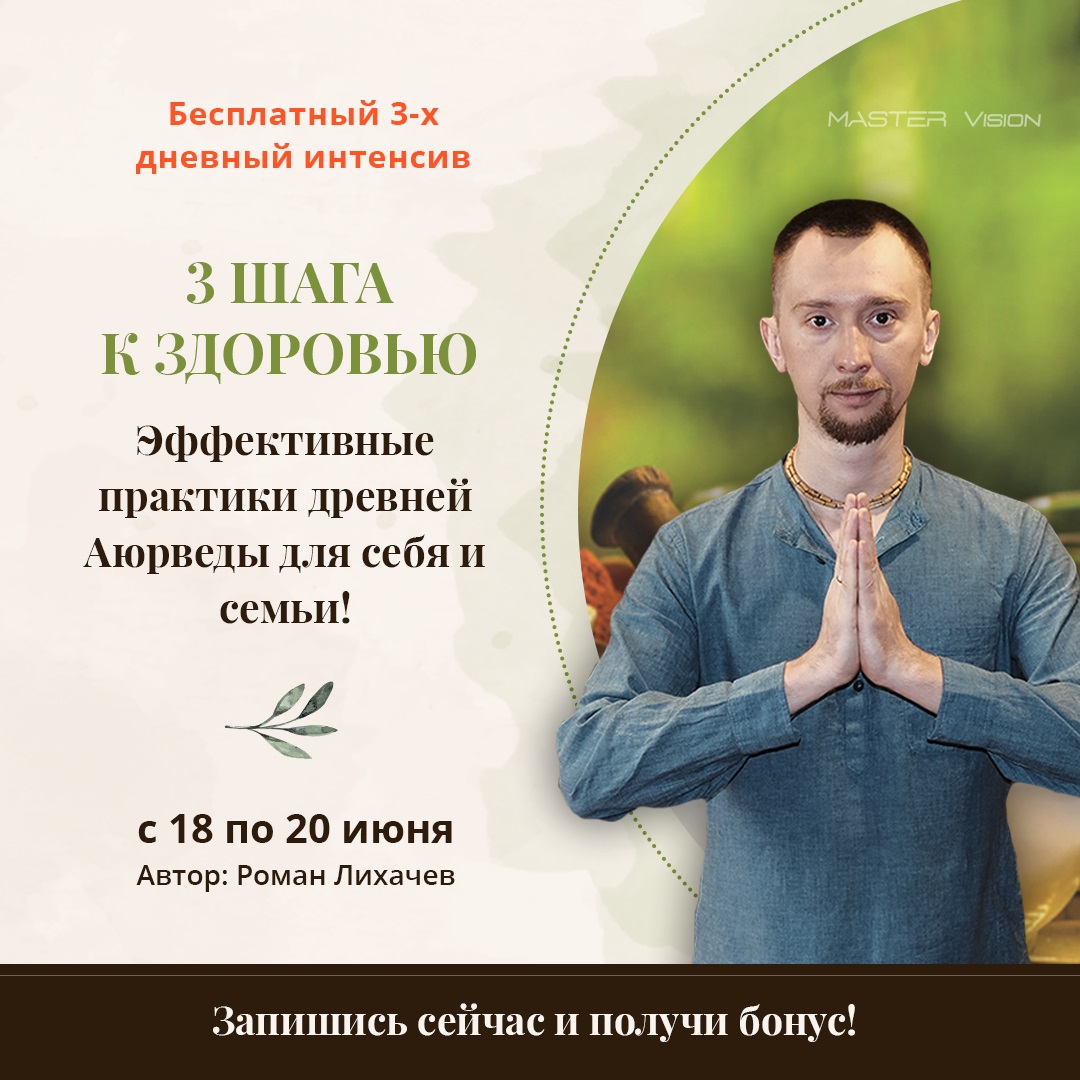 Бесплатный 3-х
дневный интенсив
MASTER VISION
3 ШАГА
К ЗДОРОВЬЮ
Эффективные
практики древней
Аюрведы для себя и
семьи!
с 18 по 20 июня
Автор: Роман Лихачев
Запишись сейчас и получи бонус!